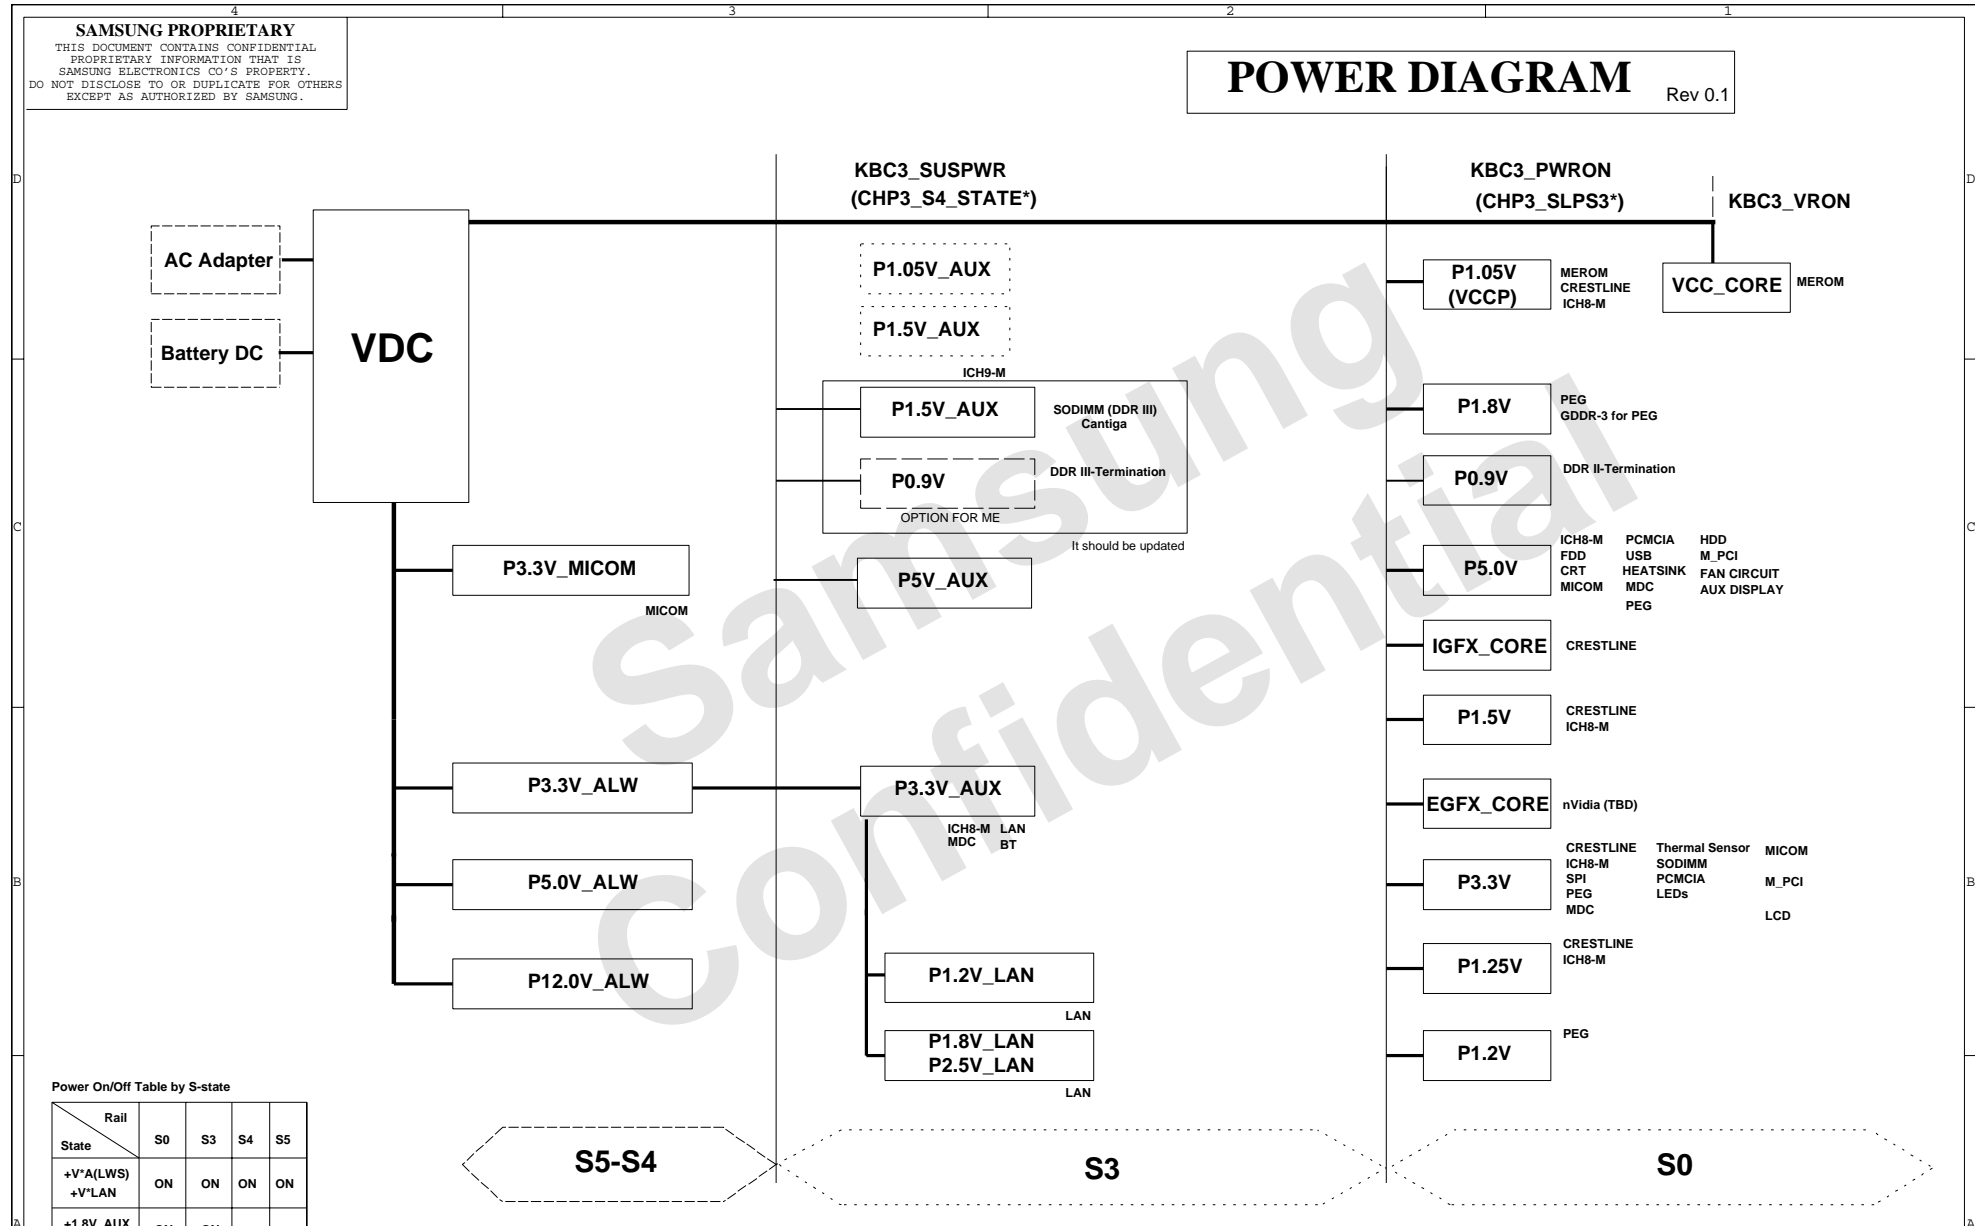 4 3 2 1
SAMSUNG PROPRIETARY
THIS DOCUMENT CONTAINS CONFIDENTIAL
PROPRIETARY INFORMATION THAT IS
SAMSUNG ELECTRONICS CO'S PROPERTY.
DO NOT DISCLOSE TO OR DUPLICATE FOR OTHERS
EXCEPT AS AUTHORIZED BY SAMSUNG.
POWER DIAGRAM Rev 0.1
D D
KBC3_SUSPWR
(CHP3_S4_STATE*)
KBC3_PWRON
(CHP3_SLPS3*)
KBC3_VRON
AC Adapter
Battery DC
VDC
P1.05V_AUX
P1.5V_AUX
ICH9-M
P1.5V_AUX
SODIMM (DDR III)
Cantiga
P0.9V
DDR III-Termination
OPTION FOR ME
It should be updated
P5V_AUX
P1.05V
(VCCP)
MEROM
CRESTLINE
ICH8-M
VCC_CORE
MEROM
P1.8V
PEG
GDDR-3 for PEG
P0.9V
DDR II-Termination
C C
P5.0V
ICH8-M PCMCIA HDD
FDD USB M_PCI
CRT HEATSINK FAN CIRCUIT
MICOM MDC AUX DISPLAY
PEG
IGFX_CORE
CRESTLINE
P1.5V
CRESTLINE
ICH8-M
EGFX_CORE
nVidia (TBD)
P3.3V
CRESTLINE Thermal Sensor MICOM
ICH8-M SODIMM
SPI PCMCIA M_PCI
PEG LEDs
MDC LCD
P1.25V
CRESTLINE
ICH8-M
P1.2V
PEG
P3.3V_MICOM
MICOM
P3.3V_ALW
P3.3V_AUX
ICH8-M LAN
MDC BT
B B
P5.0V_ALW
P12.0V_ALW
P1.2V_LAN
LAN
P1.8V_LAN
P2.5V_LAN
LAN
Samsung
Confidential
Power On/Off Table by S-state
Rail
State S0 S3 S4 S5
+V*A(LWS)
+V*LAN
ON ON ON ON
+1.8V_AUX
ON ON
S5-S4
S3
S0
A A